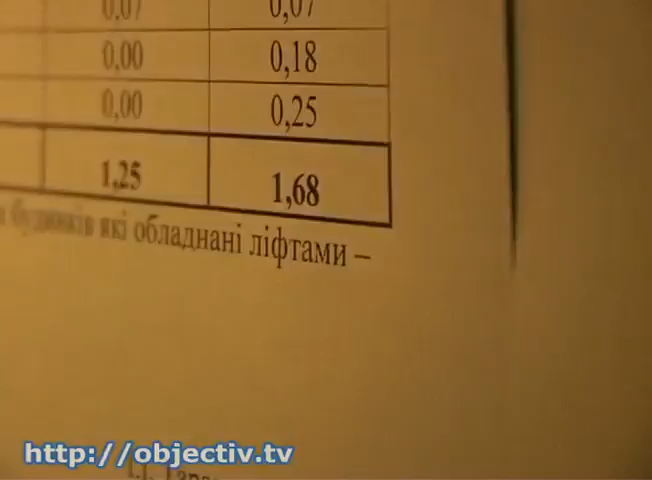 0,07 0,07
0,00 0,18
0,00 0,25
1,25 1,68
будинків які обладнані ліфтами –
http://objectiv.tv